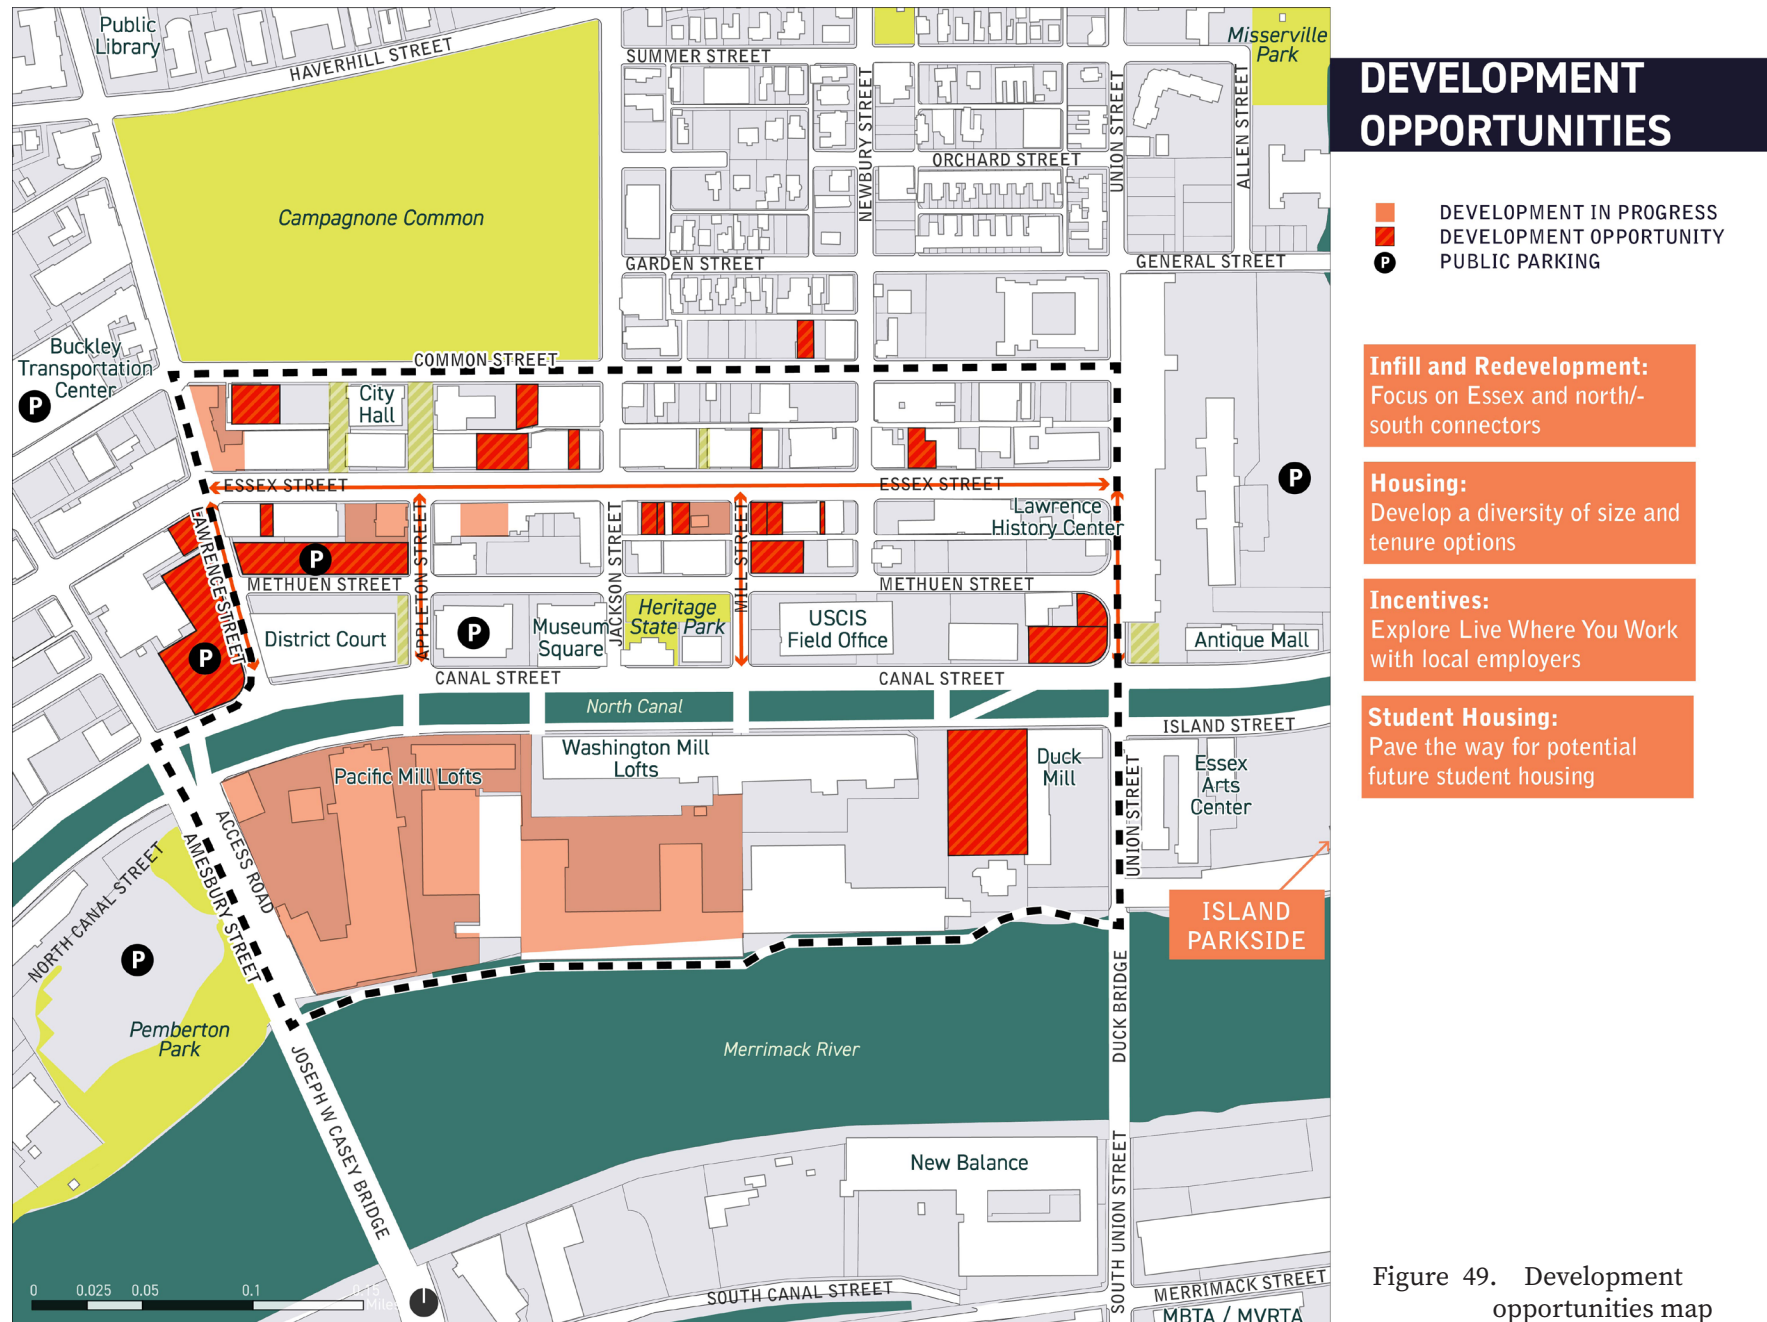 Public
Library
HAVERHILL STREET
SUMMER STREET
Misserville
Park
NEWBURY STREET
UNION STREET
ALLEN STREET
ORCHARD STREET
Campagnone Common
GARDEN STREET
GENERAL STREET
Buckley
Transportation
Center
P
COMMON STREET
City
Hall
ESSEX STREET
ESSEX STREET
P
LAWRENCE STREET
APPLETON STREET
JACKSON STREET
MILL STREET
Lawrence
History Center
P
METHUEN STREET
METHUEN STREET
District Court
P
P
Museum
Square
Heritage
State Park
USCIS
Field Office
Antique Mall
CANAL STREET
CANAL STREET
North Canal
ISLAND STREET
Pacific Mill Lofts
Washington Mill
Lofts
Duck
Mill
UNION STREET
Essex
Arts
Center
ACCESS ROAD
AMESBURY STREET
NORTH CANAL STREET
P
Pemberton
Park
ISLAND
PARKSIDE
DUCK BRIDGE
Merrimack River
JOSEPH W CASEY BRIDGE
New Balance
SOUTH UNION STREET
SOUTH CANAL STREET
MERRIMACK STREET
MBTA / MVRTA
0 0.025 0.05 0.1 0.15
Miles
DEVELOPMENT
OPPORTUNITIES
DEVELOPMENT IN PROGRESS
DEVELOPMENT OPPORTUNITY
P PUBLIC PARKING
Infill and Redevelopment:
Focus on Essex and north/-
south connectors
Housing:
Develop a diversity of size and
tenure options
Incentives:
Explore Live Where You Work
with local employers
Student Housing:
Pave the way for potential
future student housing
Figure 49. Development
opportunities map